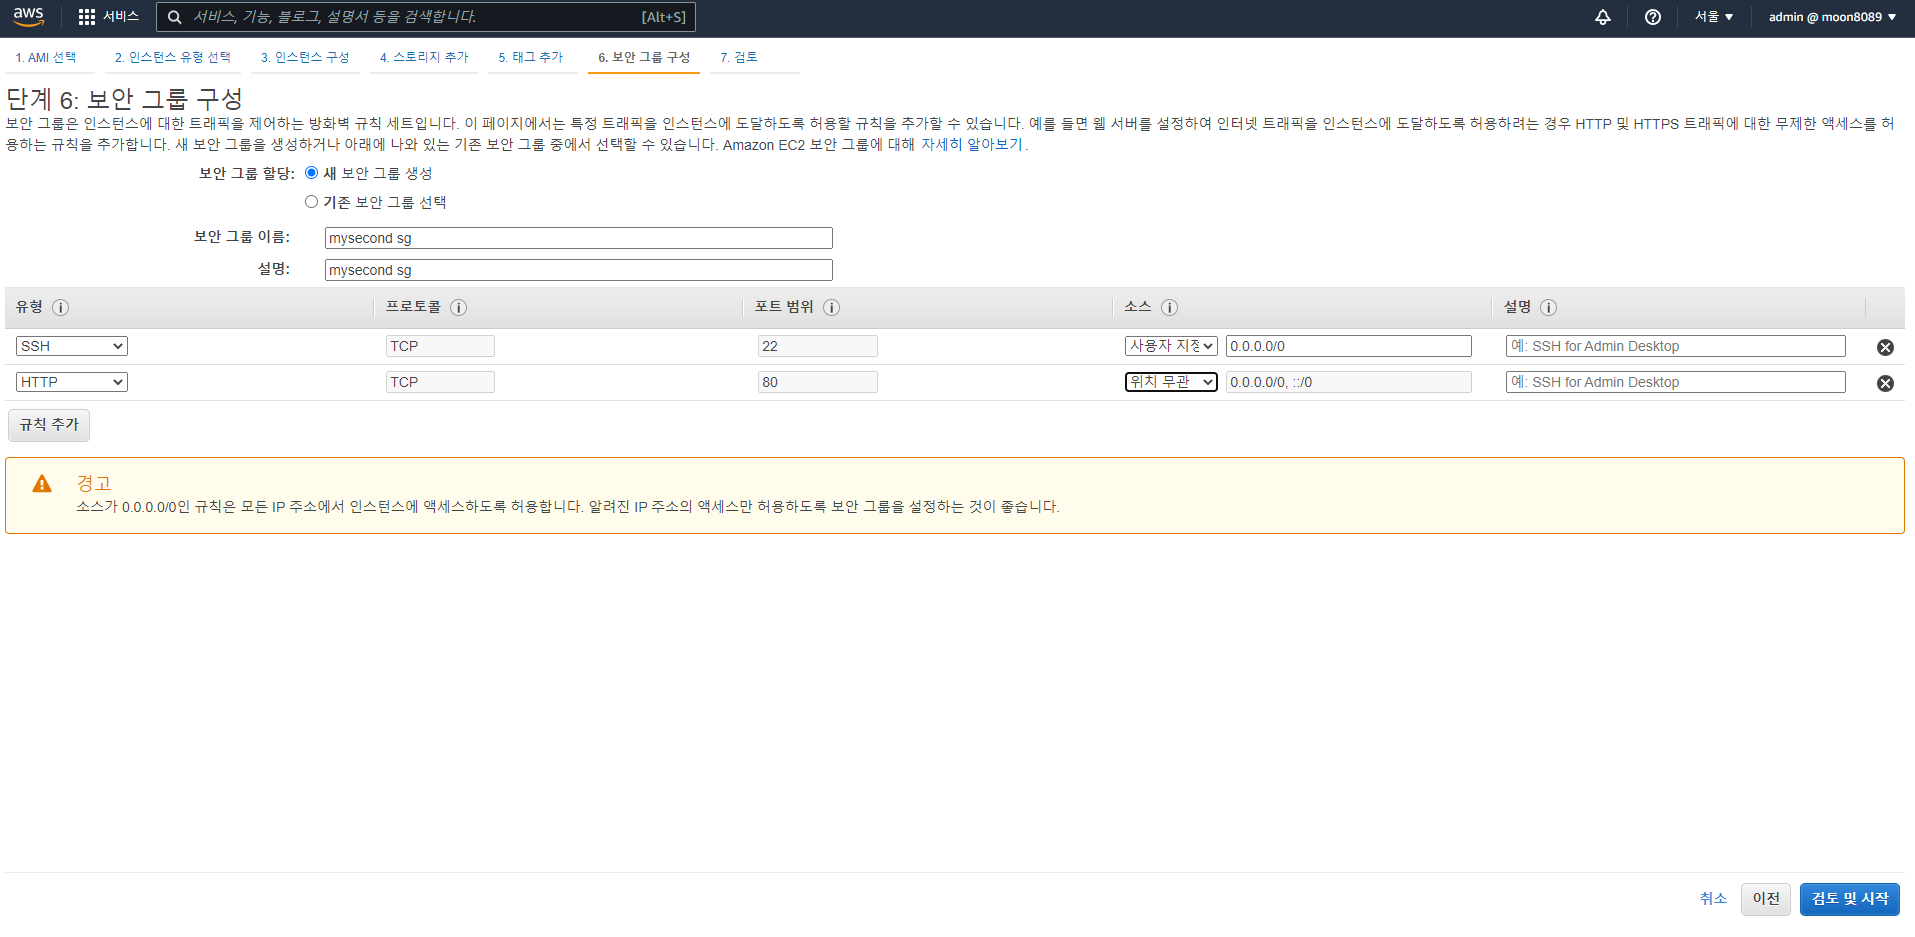 aws 서비스 서비스, 기능, 블로그, 설명서 등을 검색합니다. [Alt+S] 서울 ▼ admin @ moon8089 ▼
1. AMI 선택 2. 인스턴스 유형 선택 3. 인스턴스 구성 4. 스토리지 추가 5. 태그 추가 6. 보안 그룹 구성 7. 검토
단계 6: 보안 그룹 구성
보안 그룹은 인스턴스에 대한 트래픽을 제어하는 방화벽 규칙 세트입니다. 이 페이지에서는 특정 트래픽을 인스턴스에 도달하도록 허용할 규칙을 추가할 수 있습니다. 예를 들면 웹 서버를 설정하여 인터넷 트래픽을 인스턴스에 도달하도록 허용하려는 경우 HTTP 및 HTTPS 트래픽에 대한 무제한 액세스를 허
용하는 규칙을 추가합니다. 새 보안 그룹을 생성하거나 아래에 나와 있는 기존 보안 그룹 중에서 선택할 수 있습니다. Amazon EC2 보안 그룹에 대해 자세히 알아보기.
보안 그룹 할당: 새 보안 그룹 생성
기존 보안 그룹 선택
보안 그룹 이름: mysecond sg
설명: mysecond sg
유형 프로토콜 포트 범위 소스 설명
SSH TCP 22 사용자 지정 0.0.0.0/0 예: SSH for Admin Desktop
HTTP TCP 80 위치 무관 0.0.0.0/0, ::/0 예: SSH for Admin Desktop
규칙 추가
경고
소스가 0.0.0.0/0인 규칙은 모든 IP 주소에서 인스턴스에 액세스하도록 허용합니다. 알려진 IP 주소의 액세스만 허용하도록 보안 그룹을 설정하는 것이 좋습니다.
취소 이전 검토 및 시작